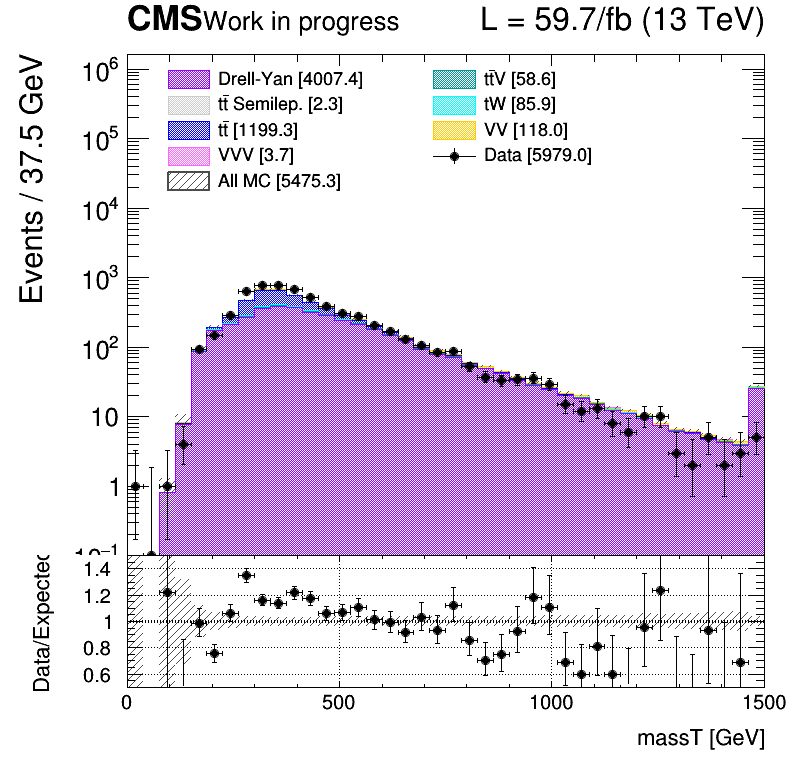 CMS Work in progress L = 59.7/fb (13 TeV)
Events / 37.5 GeV
10⁶
10⁵
10⁴
10³
10²
10
1
10⁻¹
Drell-Yan [4007.4]
tt̄ Semilep. [2.3]
tt̄ [1199.3]
VVV [3.7]
All MC [5475.3]
tt̄V [58.6]
tW [85.9]
VV [118.0]
Data [5979.0]
Data/Expected
1.4
1.2
1
0.8
0.6
0 500 1000 1500
massT [GeV]